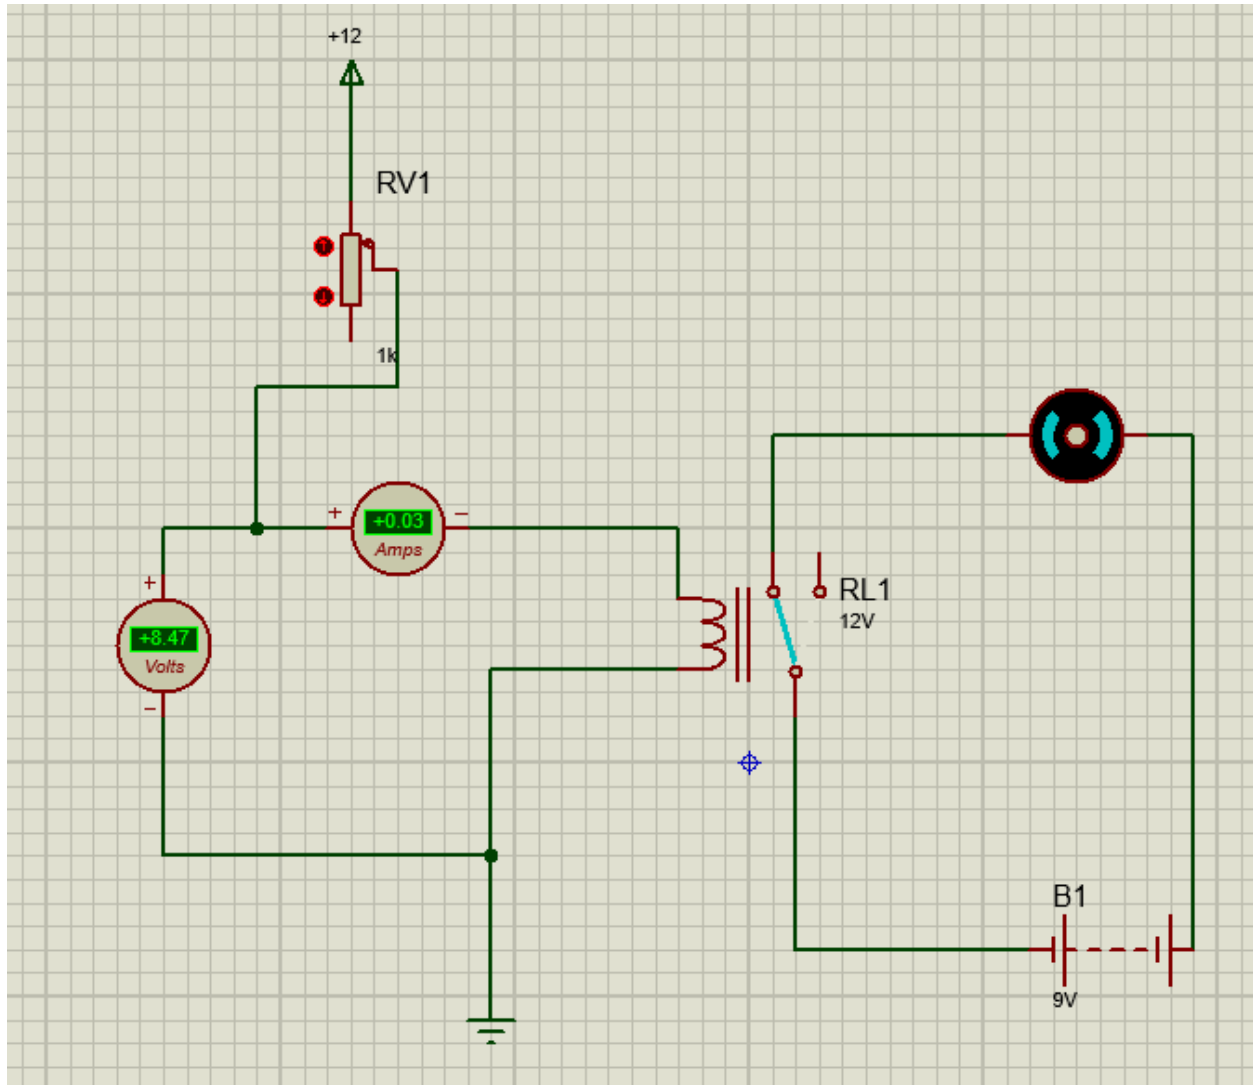 +12
RV1
1k
+
+0.03
Amps
−
+
+8.47
Volts
−
RL1
12V
B1
9V